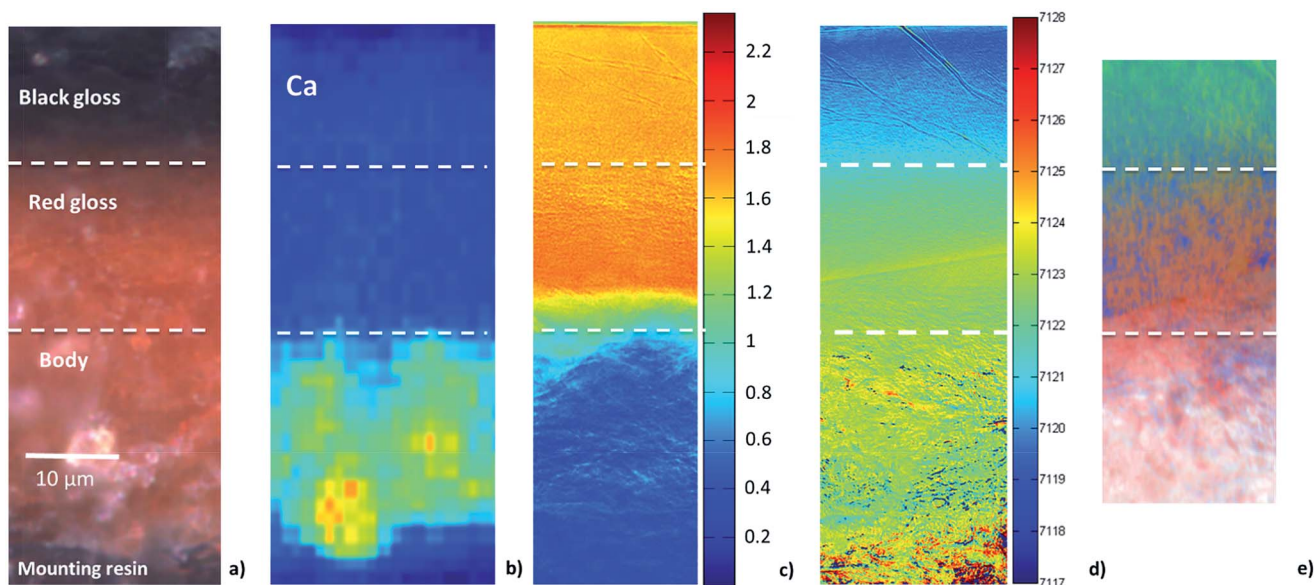 Black gloss
Red gloss
Body
10 µm
Mounting resin
a)
Ca
b)
2.2
2
1.8
1.6
1.4
1.2
1
0.8
0.6
0.4
0.2
c)
7128
7127
7126
7125
7124
7123
7122
7121
7120
7119
7118
7117
d)
e)